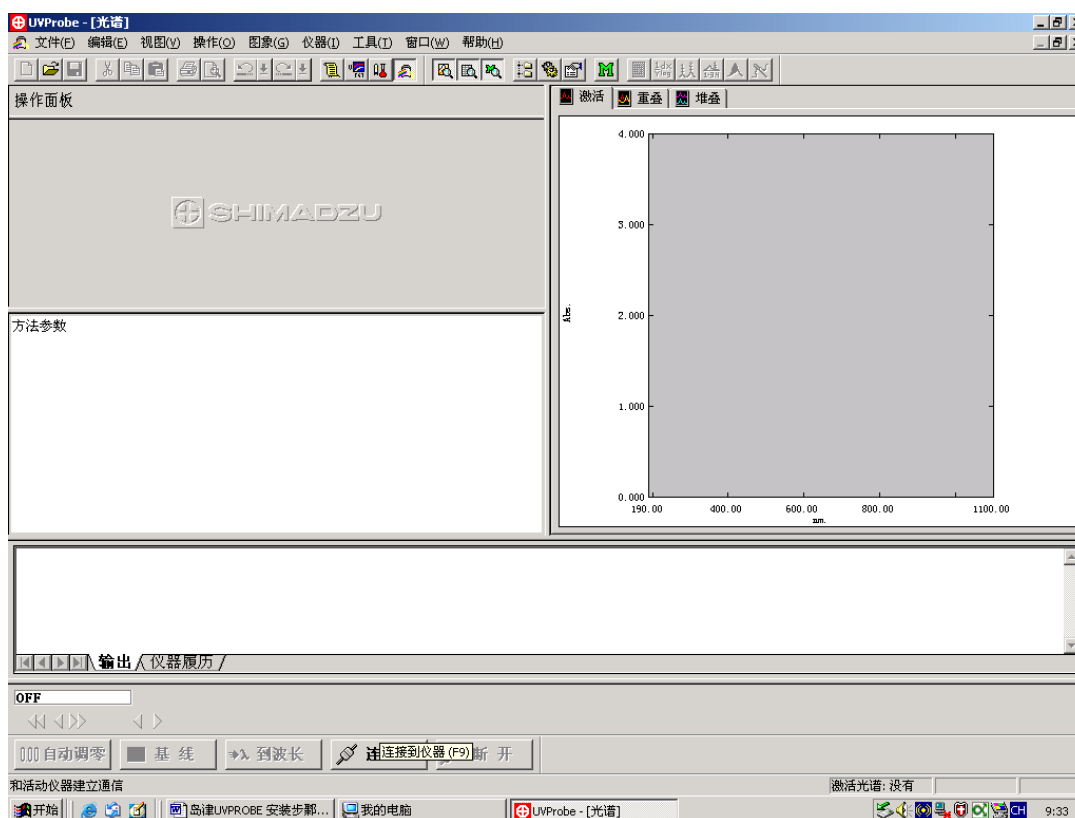 UVProbe - [光谱]
文件(F) 编辑(E) 视图(V) 操作(O) 图象(G) 仪器(I) 工具(T) 窗口(W) 帮助(H)
操作面板
激活 重叠 堆叠
SHIMADZU
方法参数
4.000
3.000
2.000
1.000
0.000
Abs.
190.00 400.00 600.00 800.00 1100.00
nm.
输出 仪器履历
OFF
自动调零 基 线 到波长 连 断 开
连接到仪器 (F9)
和活动仪器建立通信 激活光谱: 没有
开始 岛津UVPROBE 安装步鄹... 我的电脑 UVProbe - [光谱] CH 9:33